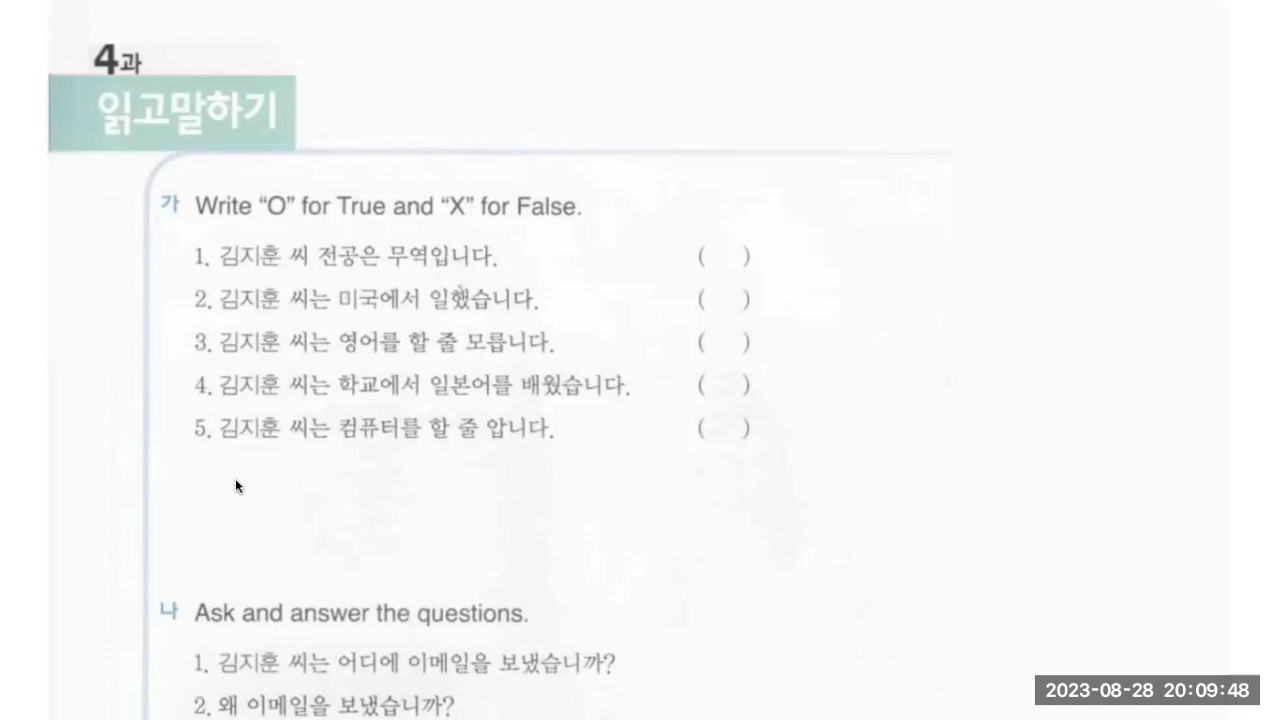 4과
읽고말하기
가 Write “O” for True and “X” for False.
1. 김지훈 씨 전공은 무역입니다. ( )
2. 김지훈 씨는 미국에서 일했습니다. ( )
3. 김지훈 씨는 영어를 할 줄 모릅니다. ( )
4. 김지훈 씨는 학교에서 일본어를 배웠습니다. ( )
5. 김지훈 씨는 컴퓨터를 할 줄 압니다. ( )
나 Ask and answer the questions.
1. 김지훈 씨는 어디에 이메일을 보냈습니까?
2. 왜 이메일을 보냈습니까?
2023-08-28 20:09:48